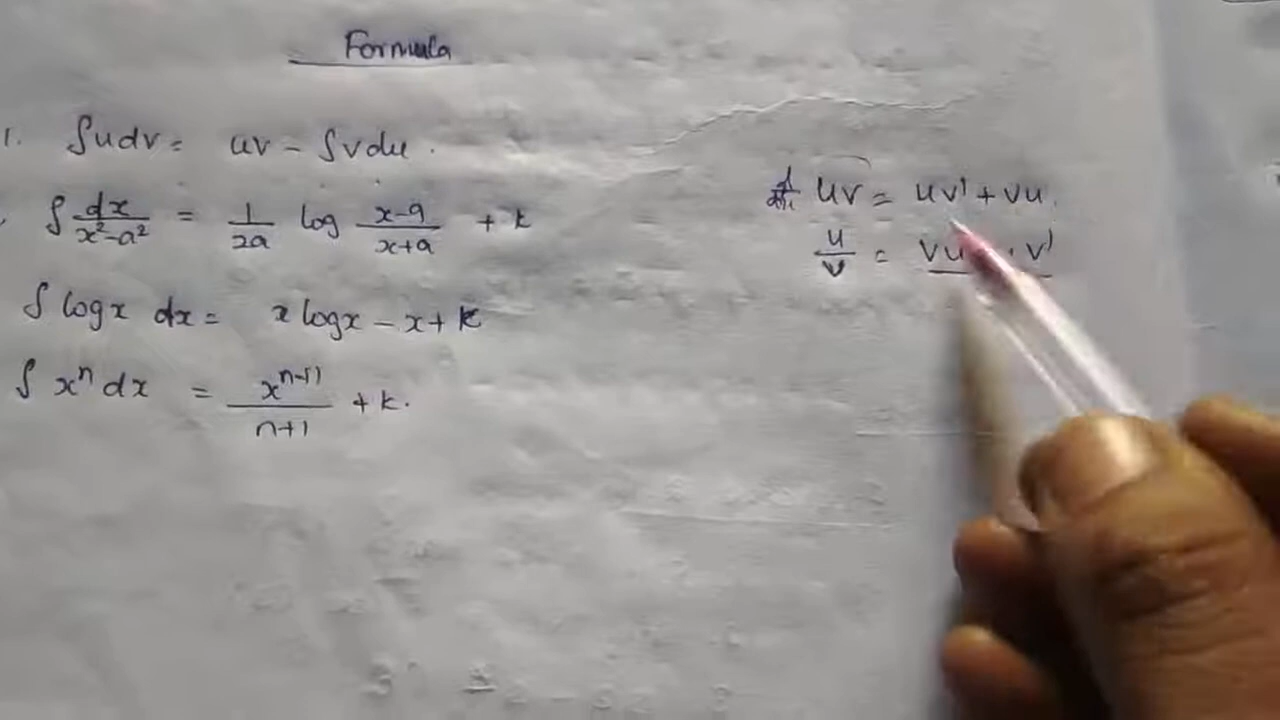 Formula
1. ∫udv = uv - ∫vdu.
∫ dx/x²-a² = 1/2a log x-a/x+a + k
∫ log x dx = x log x - x + k
∫ xⁿ dx = xⁿ⁺¹/n+1 + k.
d/dx uv = uv' + vu
u/v = vu v'